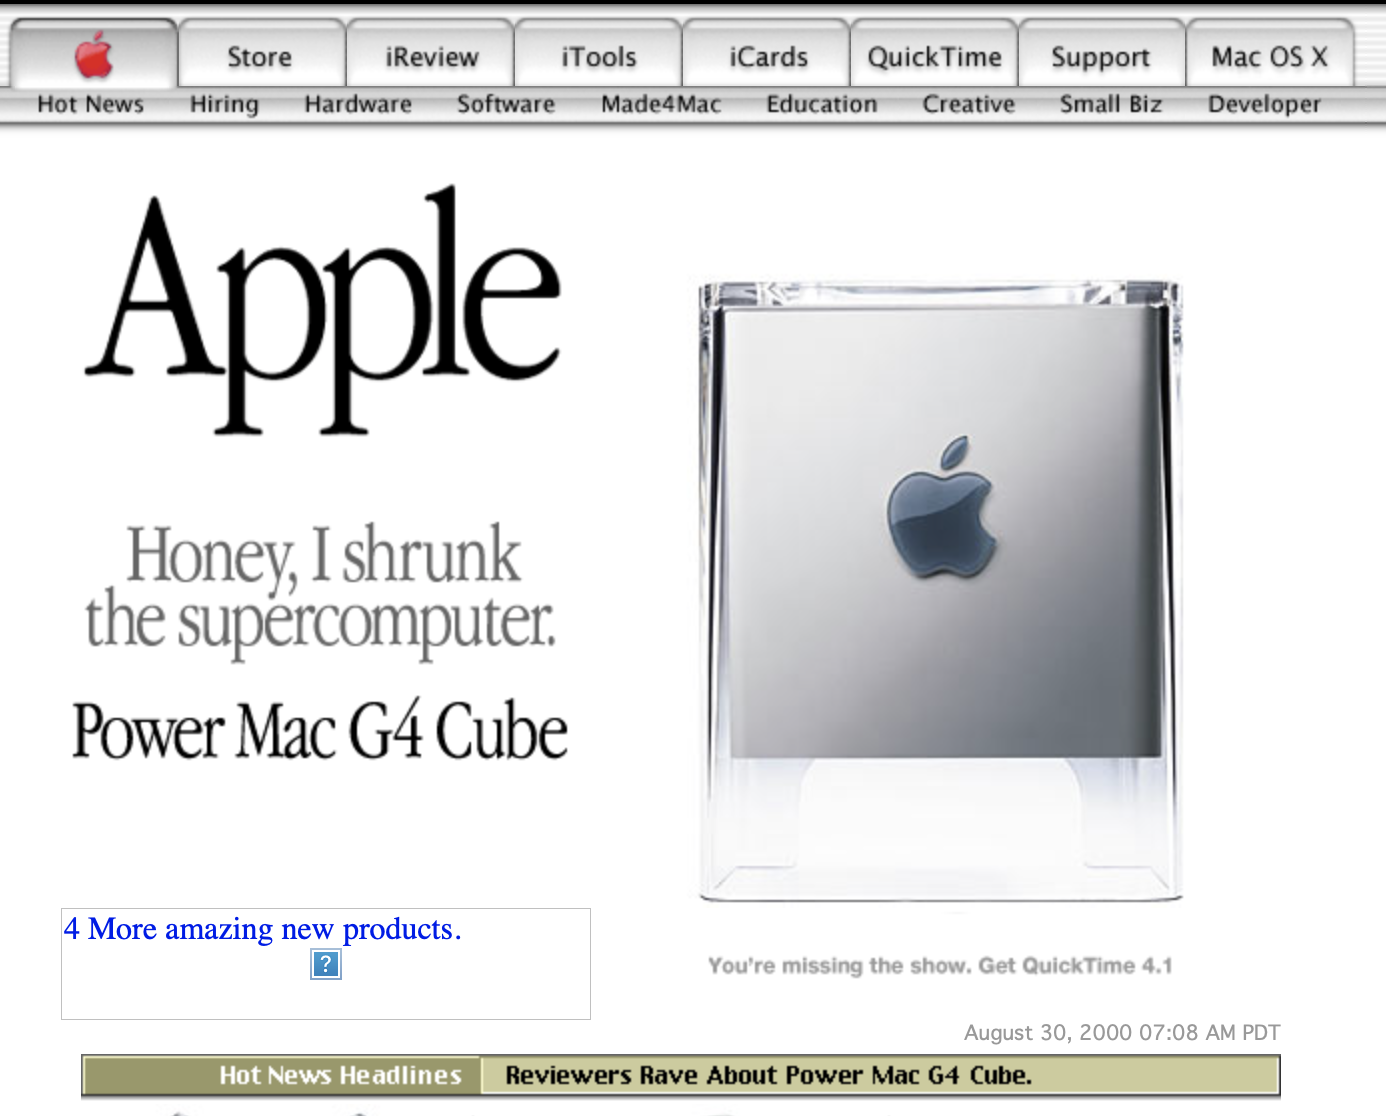 Store iReview iTools iCards QuickTime Support Mac OS X
Hot News Hiring Hardware Software Made4Mac Education Creative Small Biz Developer
Apple
Honey, I shrunk
the supercomputer.
Power Mac G4 Cube
4 More amazing new products.
?
You're missing the show. Get QuickTime 4.1
August 30, 2000 07:08 AM PDT
Hot News Headlines Reviewers Rave About Power Mac G4 Cube.